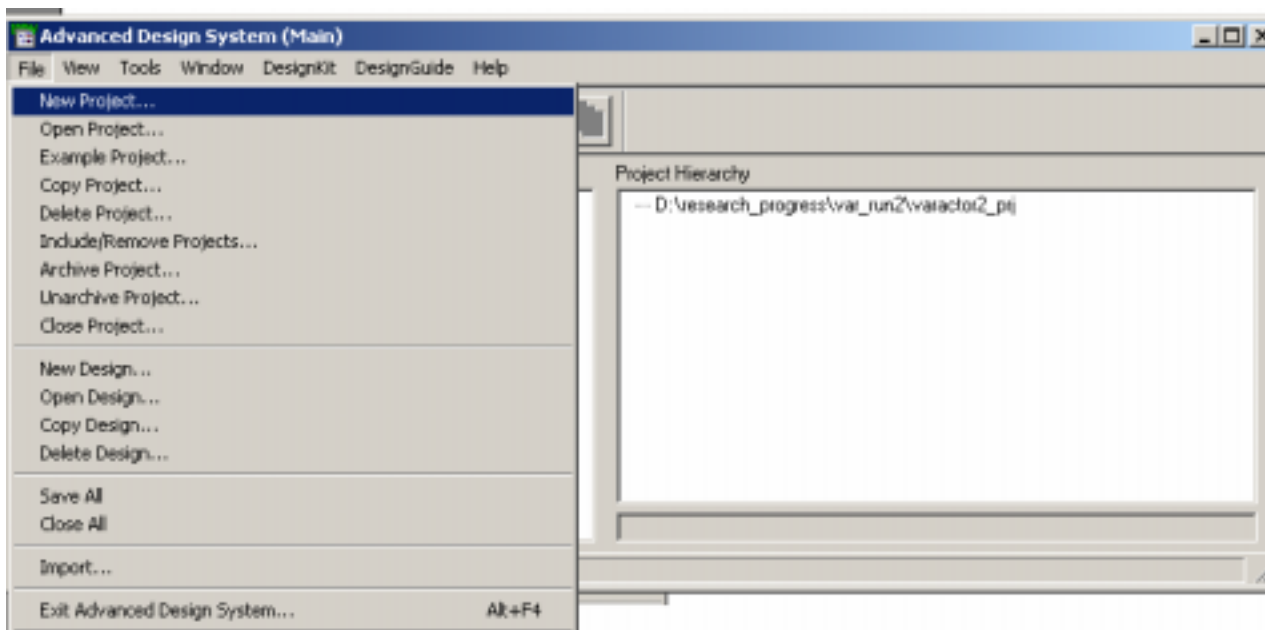 Advanced Design System (Main)
File View Tools Window DesignKit DesignGuide Help
New Project...
Open Project...
Example Project...
Copy Project...
Delete Project...
Include/Remove Projects...
Archive Project...
Unarchive Project...
Close Project...
New Design...
Open Design...
Copy Design...
Delete Design...
Save All
Close All
Import...
Exit Advanced Design System... Alt+F4
Project Hierarchy
D:\research_progress\var_run2\varactor2_prj